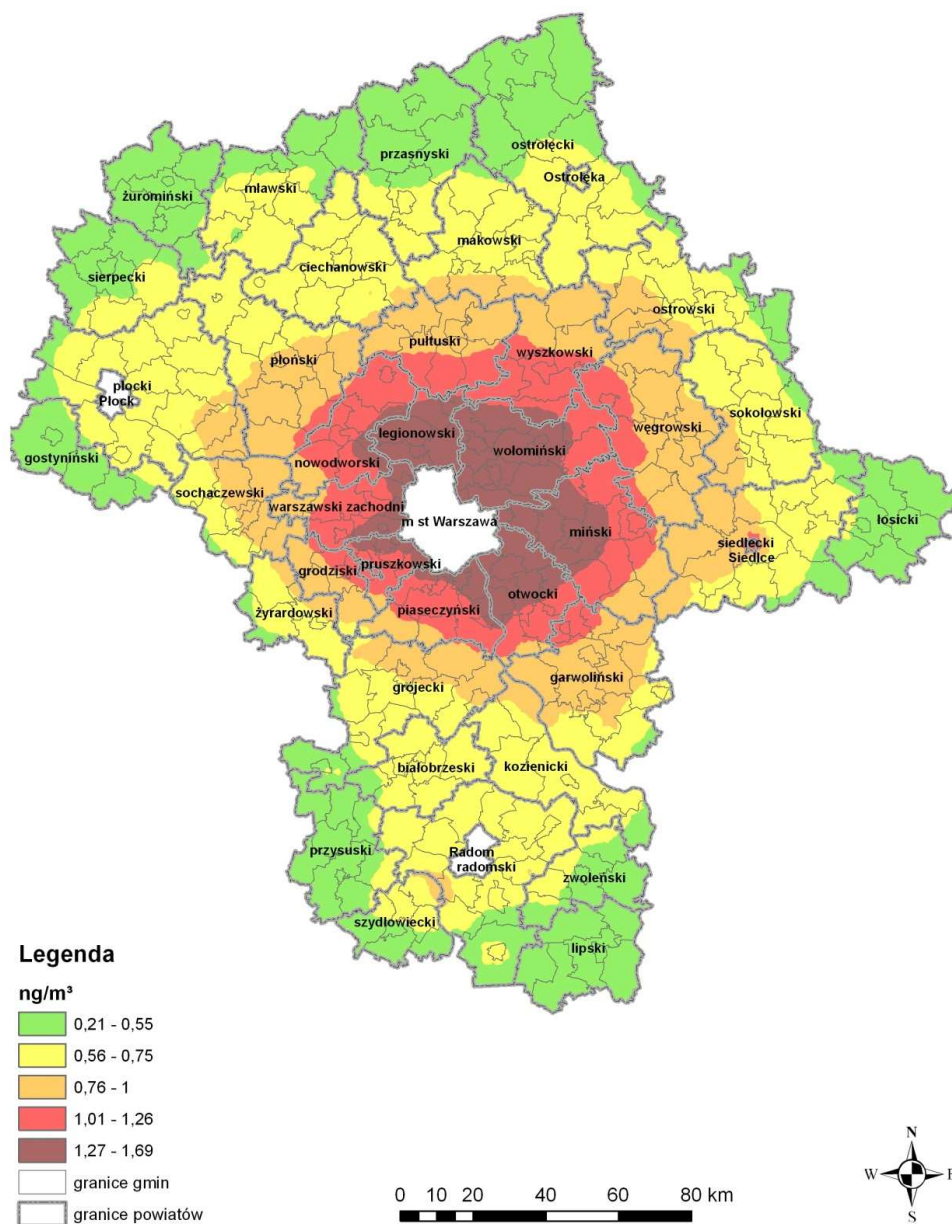 przasnyski
ostrołęcki
Ostrołęka
żuromiński
mławski
makowski
ciechanowski
sierpecki
ostrowski
płoński
pułtuski
wyszkowski
płocki
Płock
sokołowski
węgrowski
legionowski
wołomiński
gostyniński
nowodworski
sochaczewski
warszawski zachodni
m st Warszawa
łosicki
miński
siedlecki
Siedlce
pruszkowski
grodziski
otwocki
piaseczyński
żyrardowski
garwoliński
grójecki
białobrzeski
kozienicki
przysuski
Radom
radomski
zwoleński
szydłowiecki
lipski
Legenda
ng/m³
0,21 - 0,55
0,56 - 0,75
0,76 - 1
1,01 - 1,26
1,27 - 1,69
granice gmin
granice powiatów
0 10 20 40 60 80 km
N
W E
S